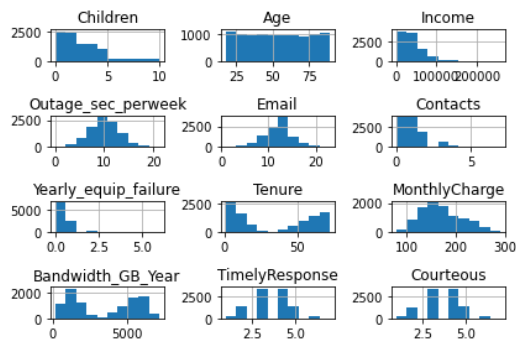 Children Age Income
2500
0
0 5 10
1000
0
25 50 75
2500
0
0 100000 200000
Outage_sec_perweek Email Contacts
2500
0
0 10 20
2500
0
0 10 20
2500
0
0 5
Yearly_equip_failure Tenure MonthlyCharge
5000
0
0.0 2.5 5.0
2500
0
0 50
2000
0
100 200 300
Bandwidth_GB_Year TimelyResponse Courteous
2000
0
0 5000
2500
0
2.5 5.0
2500
0
2.5 5.0